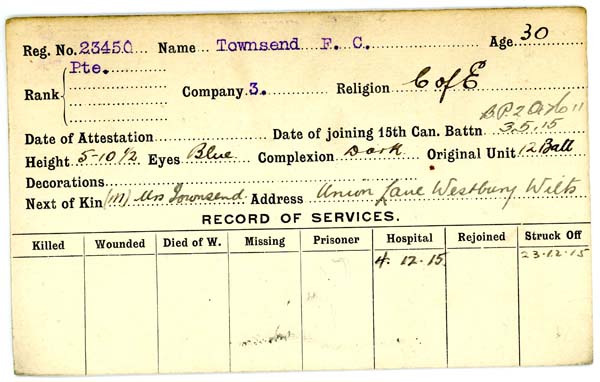 Reg. No. 23450 Name Townsend F. C. Age 30
Pte.
Rank Company 3. Religion C of E
Date of Attestation Date of joining 15th Can. Battn. 3.5.15
Height 5-10 1/2 Eyes Blue Complexion Dark Original Unit 12 Batt
Decorations
Next of Kin (m) Mrs Townsend Address Union Lane Westbury Wilts
RECORD OF SERVICES.
Killed Wounded Died of W. Missing Prisoner Hospital Rejoined Struck Off
4. 12. 15. 23.12.15